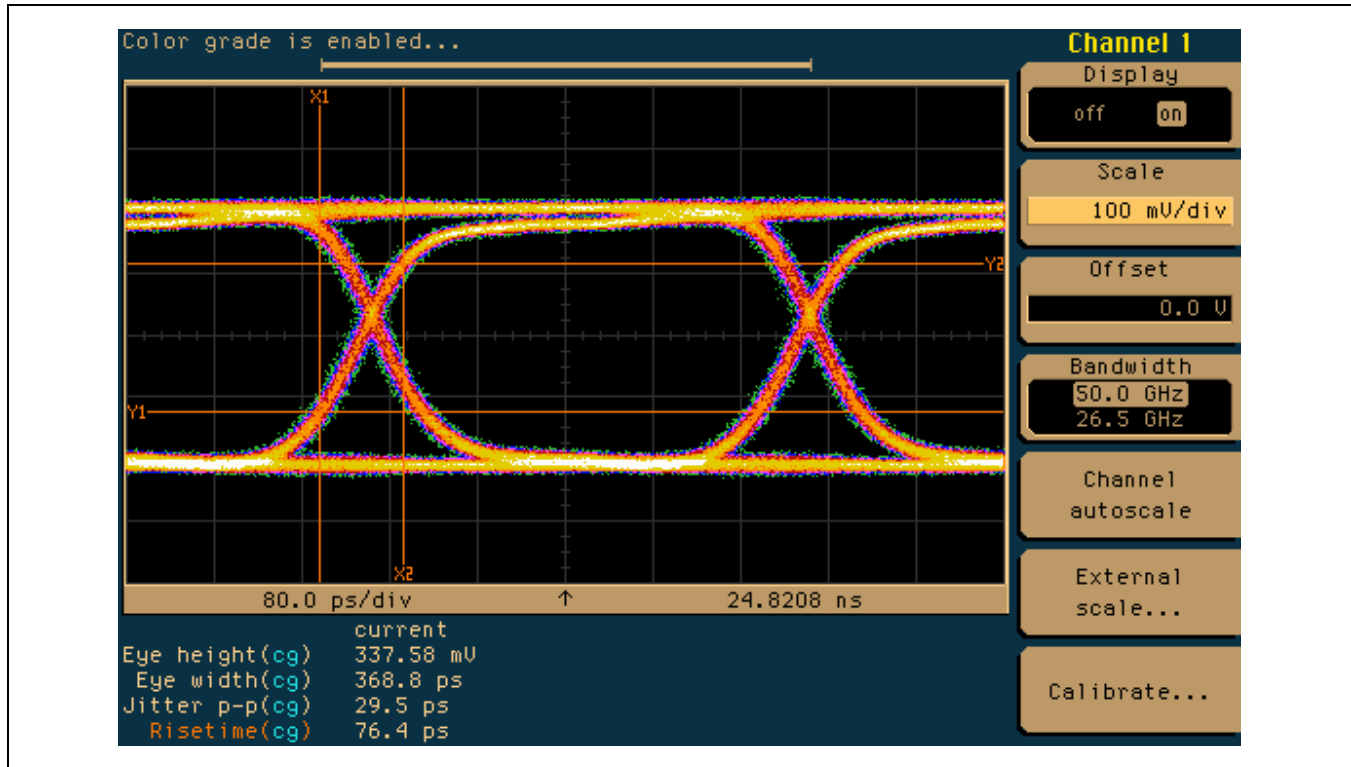 Color grade is enabled...
Channel 1
Display
off on
Scale
100 mV/div
Offset
0.0 V
Bandwidth
50.0 GHz
26.5 GHz
Channel
autoscale
External
scale...
Calibrate...
X1
Y2
Y1
X2
80.0 ps/div ↑ 24.8208 ns
current
Eye height(cg) 337.58 mV
Eye width(cg) 368.8 ps
Jitter p-p(cg) 29.5 ps
Risetime(cg) 76.4 ps